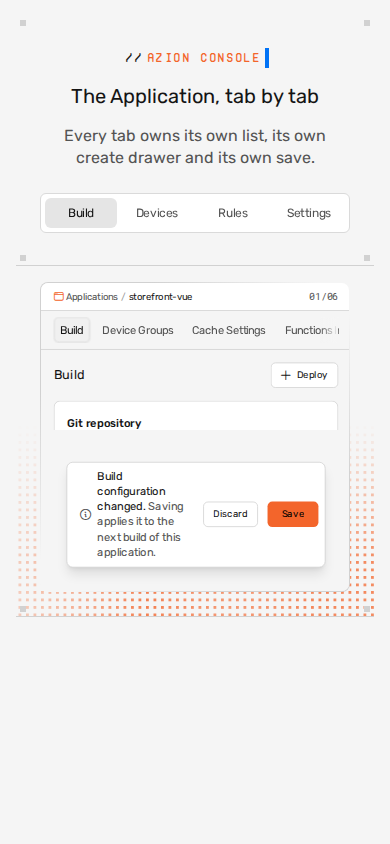 // AZION CONSOLE
The Application, tab by tab
Every tab owns its own list, its own
create drawer and its own save.
Build Devices Rules Settings
Applications / storefront-vue 01/06
Build Device Groups Cache Settings Functions
Build
+ Deploy
Git repository
Build
configuration
changed. Saving
applies it to the
next build of this
application.
Discard Save